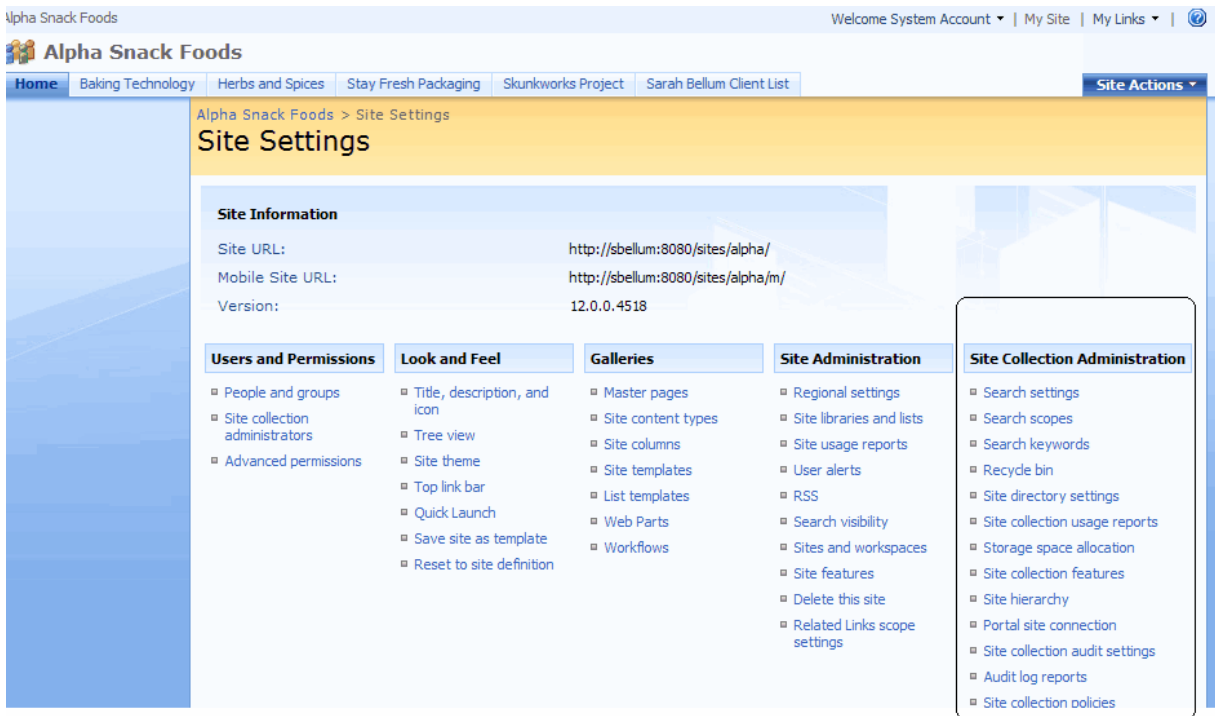 Alpha Snack Foods
Welcome System Account | My Site | My Links |
Alpha Snack Foods
Home Baking Technology Herbs and Spices Stay Fresh Packaging Skunkworks Project Sarah Bellum Client List Site Actions
Alpha Snack Foods > Site Settings
Site Settings
Site Information
Site URL: http://sbellum:8080/sites/alpha/
Mobile Site URL: http://sbellum:8080/sites/alpha/m/
Version: 12.0.0.4518
Users and Permissions
People and groups
Site collection
administrators
Advanced permissions
Look and Feel
Title, description, and
icon
Tree view
Site theme
Top link bar
Quick Launch
Save site as template
Reset to site definition
Galleries
Master pages
Site content types
Site columns
Site templates
List templates
Web Parts
Workflows
Site Administration
Regional settings
Site libraries and lists
Site usage reports
User alerts
RSS
Search visibility
Sites and workspaces
Site features
Delete this site
Related Links scope
settings
Site Collection Administration
Search settings
Search scopes
Search keywords
Recycle bin
Site directory settings
Site collection usage reports
Storage space allocation
Site collection features
Site hierarchy
Portal site connection
Site collection audit settings
Audit log reports
Site collection policies